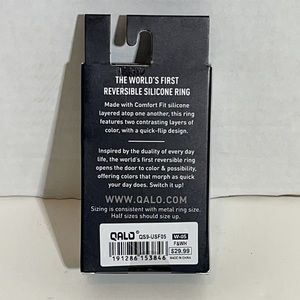 THE WORLD'S FIRST
REVERSIBLE SILICONE RING
Made with Comfort Fit silicone
layered atop one another, this ring
features two contrasting layers of
color, with a quick-flip design.
Inspired by the duality of every day
life, the world's first reversible ring
opens the door to color & possibility,
offering colors that morph as quick
your day does. Switch it up!
WWW.QALO.COM
Sizing is consistent with metal ring size.
Half sizes should size up.
QALO QS9-USF05 W-05
F&WH
$29.99
1 91286 15384 6
MADE IN CHINA